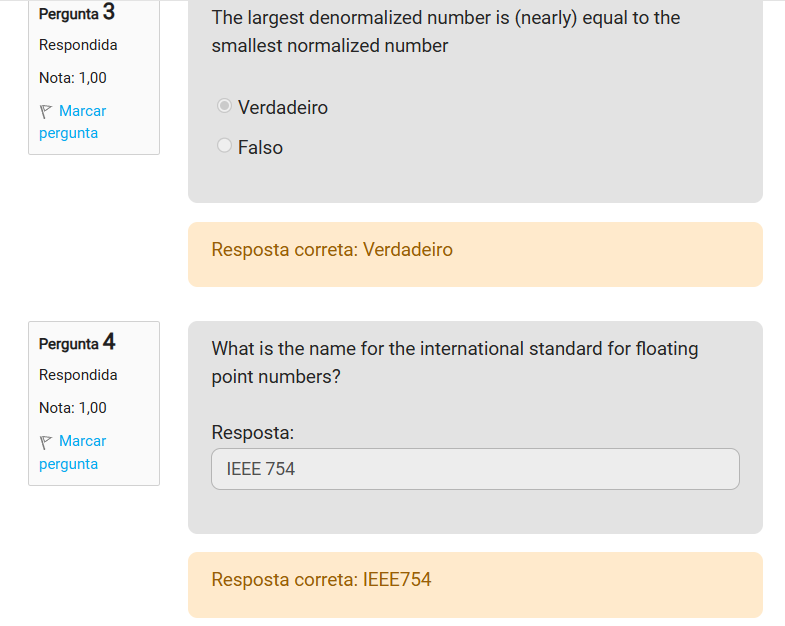 Pergunta 3
Respondida
Nota: 1,00
Marcar
pergunta
The largest denormalized number is (nearly) equal to the
smallest normalized number
Verdadeiro
Falso
Resposta correta: Verdadeiro
Pergunta 4
Respondida
Nota: 1,00
Marcar
pergunta
What is the name for the international standard for floating
point numbers?
Resposta:
IEEE 754
Resposta correta: IEEE754